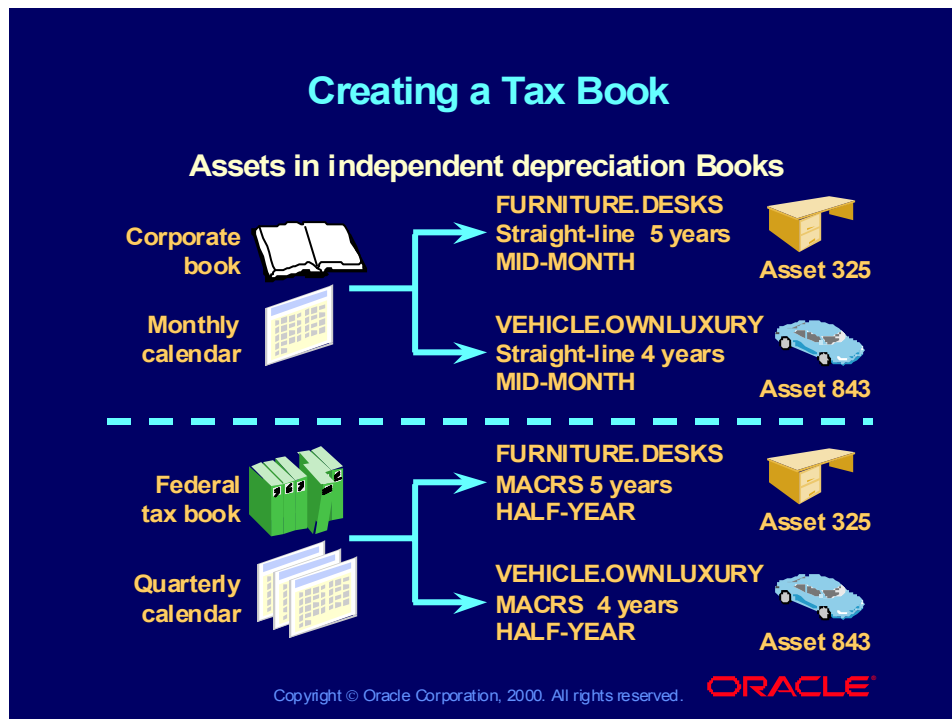 Creating a Tax Book
Assets in independent depreciation Books
Corporate
book
Monthly
calendar
FURNITURE.DESKS
Straight-line 5 years
MID-MONTH
Asset 325
VEHICLE.OWNLUXURY
Straight-line 4 years
MID-MONTH
Asset 843
Federal
tax book
Quarterly
calendar
FURNITURE.DESKS
MACRS 5 years
HALF-YEAR
Asset 325
VEHICLE.OWNLUXURY
MACRS 4 years
HALF-YEAR
Asset 843
Copyright © Oracle Corporation, 2000. All rights reserved.
ORACLE®